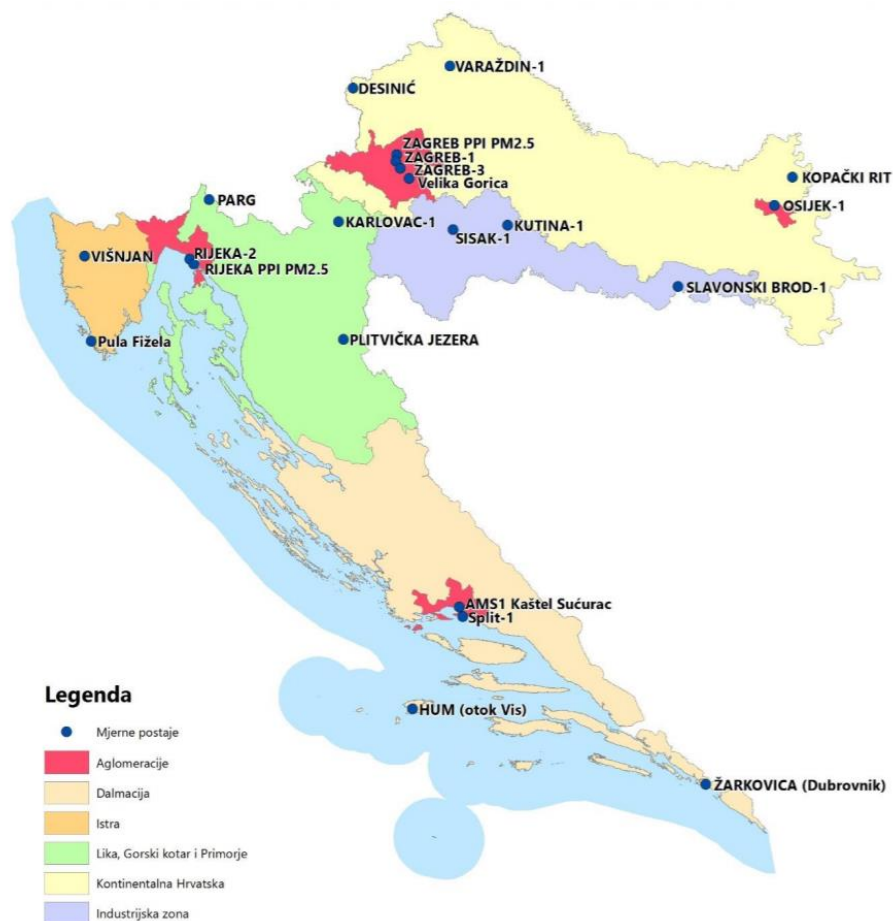 VARAŽDIN-1
DESINIĆ
ZAGREB PPI PM2.5
ZAGREB-1
ZAGREB-3
Velika Gorica
KOPAČKI RIT
OSIJEK-1
PARG
KARLOVAC-1
KUTINA-1
SISAK-1
VIŠNJAN
RIJEKA-2
RIJEKA PPI PM2.5
SLAVONSKI BROD-1
Pula Fižela
PLITVIČKA JEZERA
AMS1 Kaštel Sućurac
Split-1
HUM (otok Vis)
ŽARKOVICA (Dubrovnik)
Legenda
Mjerne postaje
Aglomeracije
Dalmacija
Istra
Lika, Gorski kotar i Primorje
Kontinentalna Hrvatska
Industrijska zona